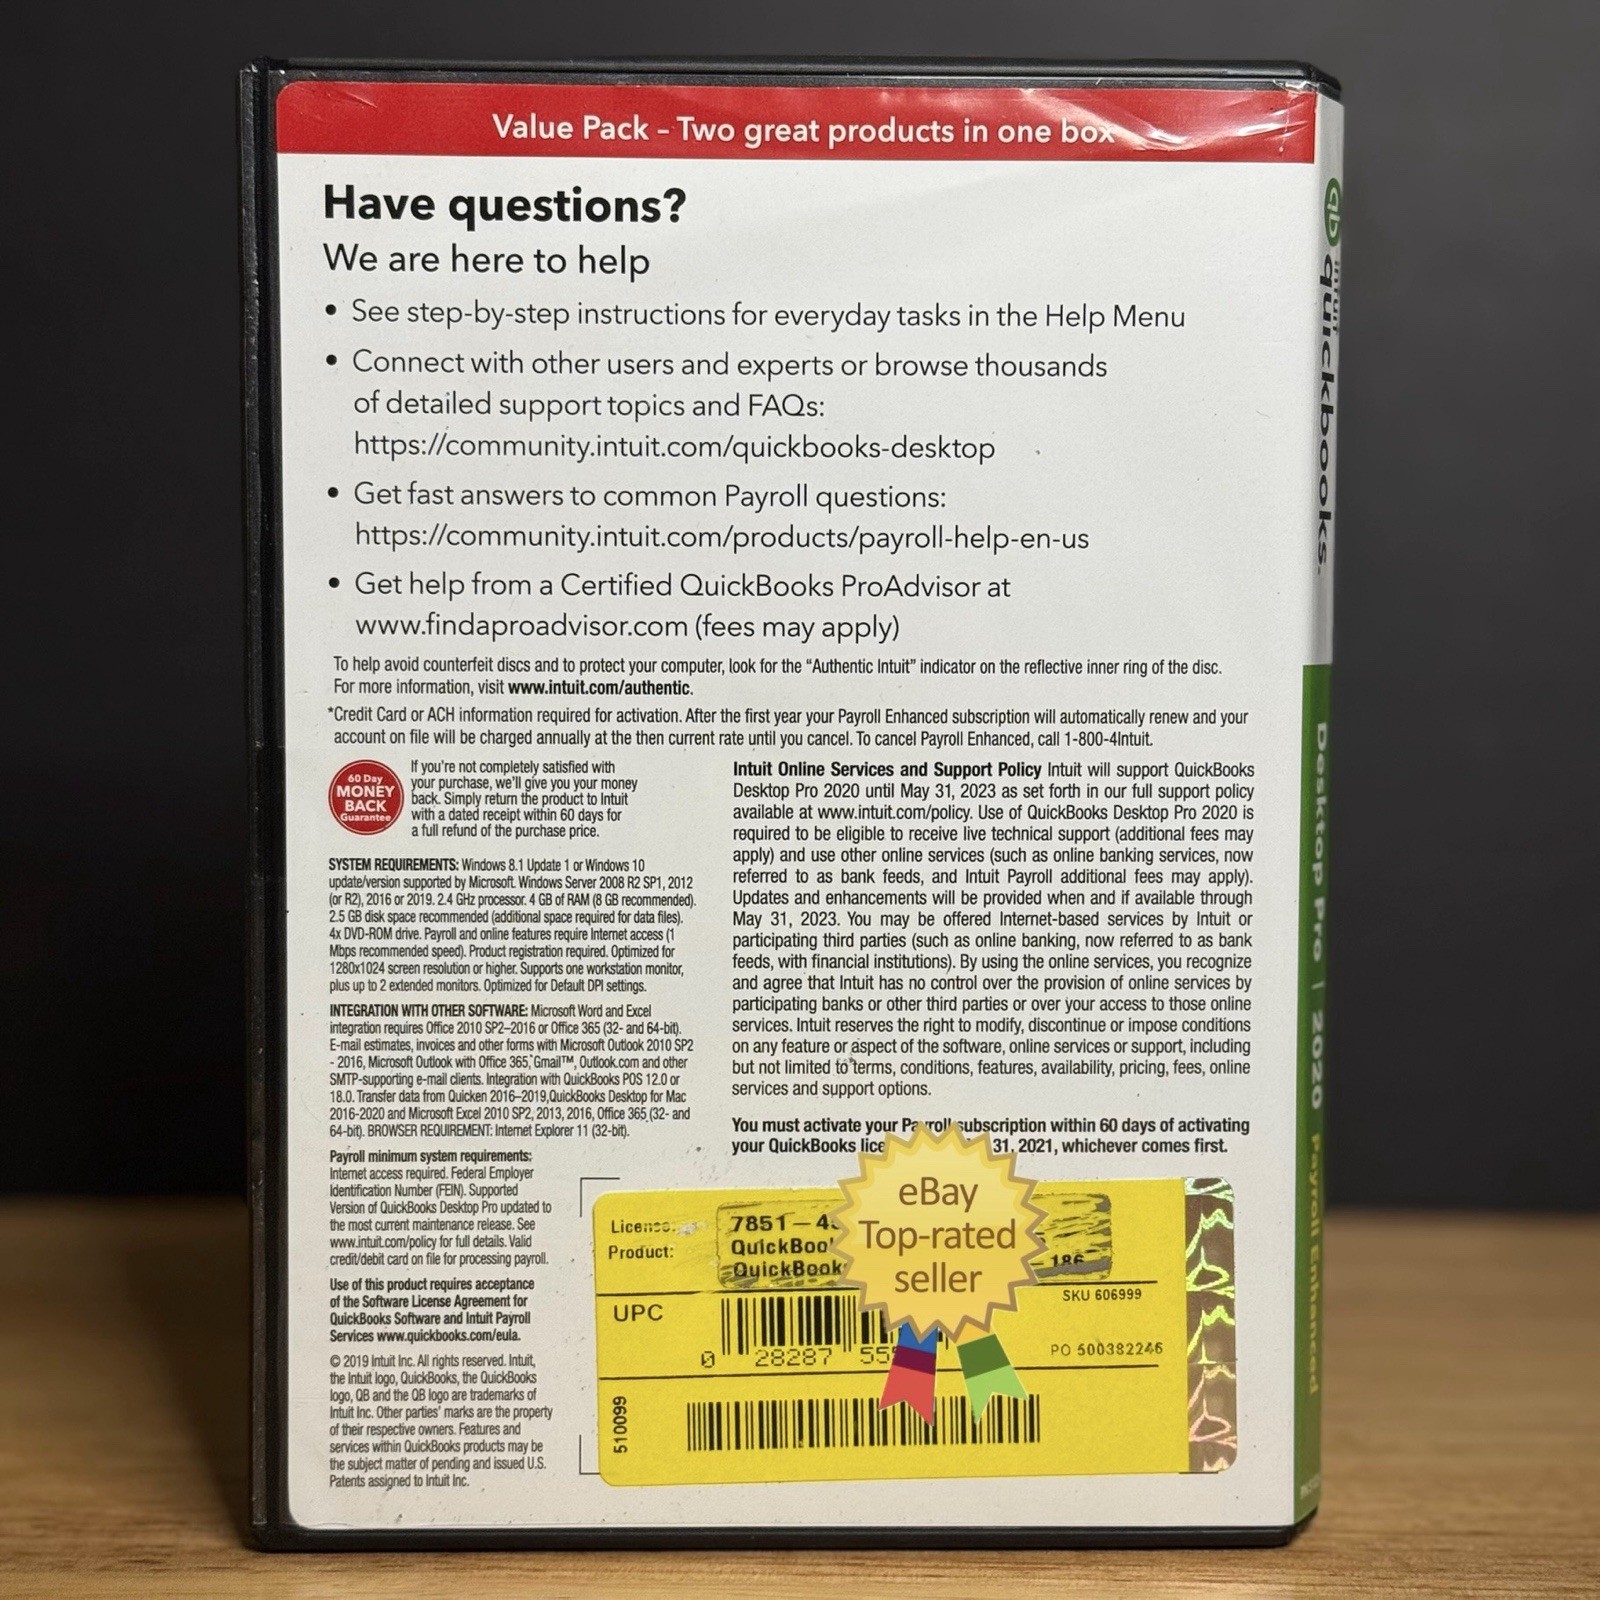 Value Pack – Two great products in one box
Have questions?
We are here to help
• See step-by-step instructions for everyday tasks in the Help Menu
• Connect with other users and experts or browse thousands
of detailed support topics and FAQs:
https://community.intuit.com/quickbooks-desktop
• Get fast answers to common Payroll questions:
https://community.intuit.com/products/payroll-help-en-us
• Get help from a Certified QuickBooks ProAdvisor at
www.findaproadvisor.com (fees may apply)
To help avoid counterfeit discs and to protect your computer, look for the “Authentic Intuit” indicator on the reflective inner ring of the disc.
For more information, visit www.intuit.com/authentic.
*Credit Card or ACH information required for activation. After the first year your Payroll Enhanced subscription will automatically renew and your
account on file will be charged annually at the then current rate until you cancel. To cancel Payroll Enhanced, call 1-800-4Intuit.
60 Day
MONEY
BACK
Guarantee
If you're not completely satisfied with
your purchase, we'll give you your money
back. Simply return the product to Intuit
with a dated receipt within 60 days for
a full refund of the purchase price.
SYSTEM REQUIREMENTS: Windows 8.1 Update 1 or Windows 10
update/version supported by Microsoft. Windows Server 2008 R2 SP1, 2012
(or R2), 2016 or 2019. 2.4 GHz processor. 4 GB of RAM (8 GB recommended).
2.5 GB disk space recommended (additional space required for data files).
4x DVD-ROM drive. Payroll and online features require Internet access (1
Mbps recommended speed). Product registration required. Optimized for
1280x1024 screen resolution or higher. Supports one workstation monitor,
plus up to 2 extended monitors. Optimized for Default DPI settings.
INTEGRATION WITH OTHER SOFTWARE: Microsoft Word and Excel
integration requires Office 2010 SP2–2016 or Office 365 (32- and 64-bit).
E-mail estimates, invoices and other forms with Microsoft Outlook 2010 SP2
- 2016, Microsoft Outlook with Office 365, Gmail™, Outlook.com and other
SMTP-supporting e-mail clients. Integration with QuickBooks POS 12.0 or
18.0. Transfer data from Quicken 2016–2019,QuickBooks Desktop for Mac
2016-2020 and Microsoft Excel 2010 SP2, 2013, 2016, Office 365 (32- and
64-bit). BROWSER REQUIREMENT: Internet Explorer 11 (32-bit).
Payroll minimum system requirements:
Internet access required. Federal Employer
Identification Number (FEIN). Supported
Version of QuickBooks Desktop Pro updated to
the most current maintenance release. See
www.intuit.com/policy for full details. Valid
credit/debit card on file for processing payroll.
Use of this product requires acceptance
of the Software License Agreement for
QuickBooks Software and Intuit Payroll
Services www.quickbooks.com/eula.
© 2019 Intuit Inc. All rights reserved. Intuit,
the Intuit logo, QuickBooks, the QuickBooks
logo, QB and the QB logo are trademarks of
Intuit Inc. Other parties' marks are the property
of their respective owners. Features and
services within QuickBooks products may be
the subject matter of pending and issued U.S.
Patents assigned to Intuit Inc.
Intuit Online Services and Support Policy Intuit will support QuickBooks
Desktop Pro 2020 until May 31, 2023 as set forth in our full support policy
available at www.intuit.com/policy. Use of QuickBooks Desktop Pro 2020 is
required to be eligible to receive live technical support (additional fees may
apply) and use other online services (such as online banking services, now
referred to as bank feeds, and Intuit Payroll additional fees may apply).
Updates and enhancements will be provided when and if available through
May 31, 2023. You may be offered Internet-based services by Intuit or
participating third parties (such as online banking, now referred to as bank
feeds, with financial institutions). By using the online services, you recognize
and agree that Intuit has no control over the provision of online services by
participating banks or other third parties or over your access to those online
services. Intuit reserves the right to modify, discontinue or impose conditions
on any feature or aspect of the software, online services or support, including
but not limited to terms, conditions, features, availability, pricing, fees, online
services and support options.
You must activate your Payroll subscription within 60 days of activating
your QuickBooks 31, 2021, whichever comes first.
License:
Product:
7851–4
186
UPC
0 28287 55
SKU 606999
PO 500382246
510099
eBay
Top-rated
seller
qb intuit
quickbooks.
Desktop Pro | 2020 Payroll Enhanced